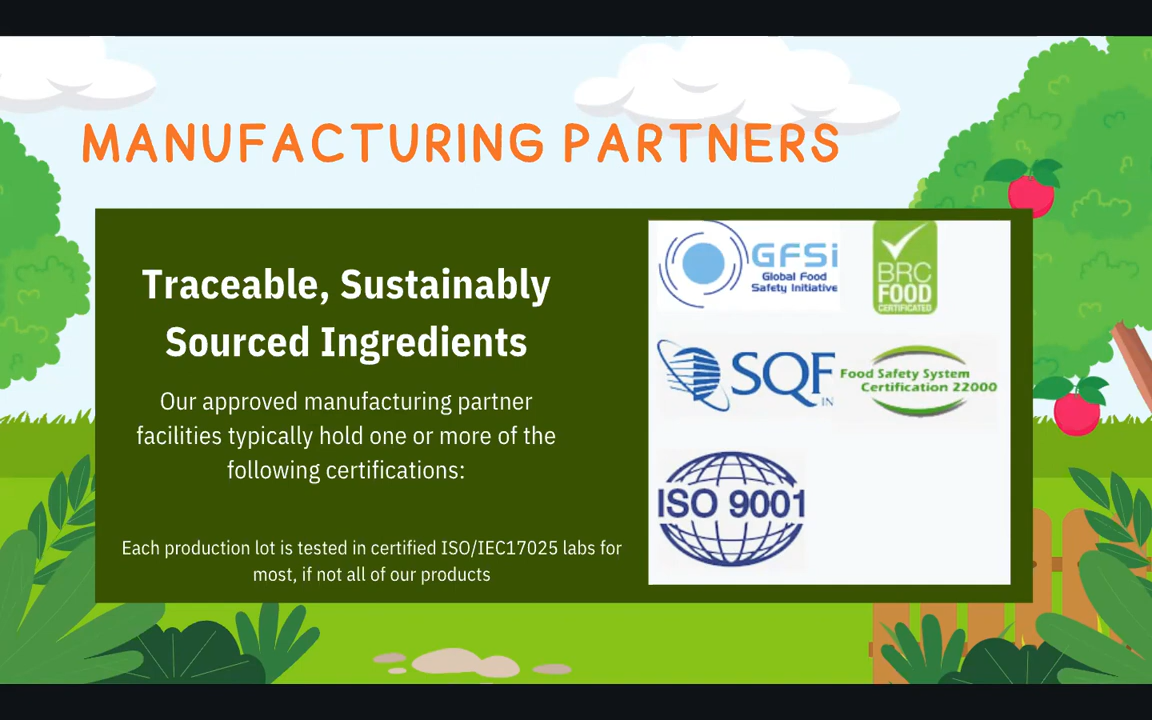 MANUFACTURING PARTNERS
Traceable, Sustainably
Sourced Ingredients
Our approved manufacturing partner
facilities typically hold one or more of the
following certifications:
Each production lot is tested in certified ISO/IEC17025 labs for
most, if not all of our products
GFSi
Global Food
Safety Initiative
BRC
FOOD
CERTIFICATED
SQF
IN
Food Safety System
Certification 22000
ISO 9001